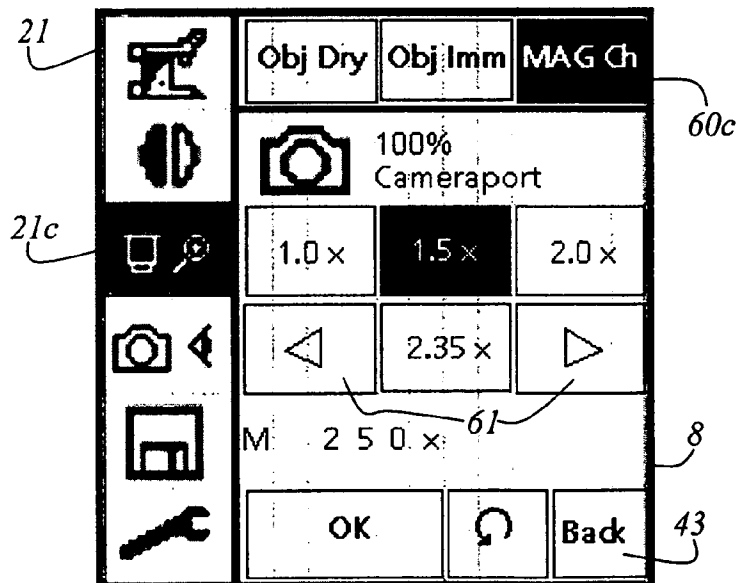 21
Obj Dry Obj Imm MAG Ch
60c
100%
Cameraport
21c
1.0 x 1.5 x 2.0 x
2.35 x
61
M 2 5 0. x
8
OK Back 43